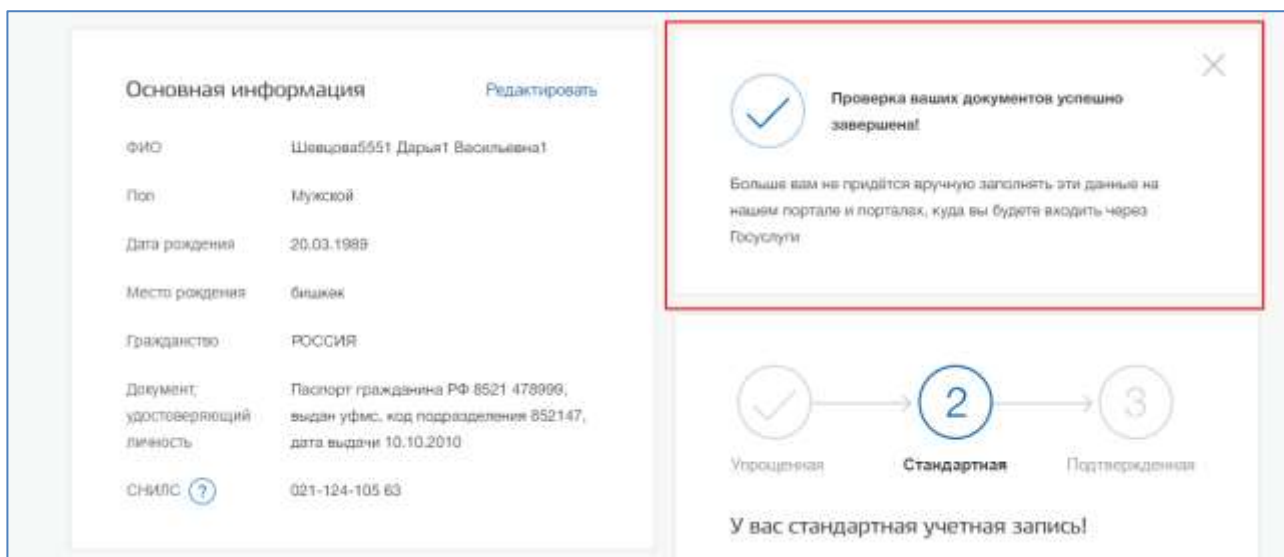 Основная информация
Редактировать
ФИО
Шевцова5551 Дарья1 Васильевна1
Пол
Мужской
Дата рождения
20.03.1989
Место рождения
бишкек
Гражданство
РОССИЯ
Документ,
удостоверяющий
личность
Паспорт гражданина РФ 8521 478999,
выдан уфмс, код подразделения 852147,
дата выдачи 10.10.2010
СНИЛС ?
021-124-105 63
Проверка ваших документов успешно
завершена!
Больше вам не придётся вручную заполнять эти данные на
нашем портале и порталах, куда вы будете входить через
Госуслуги
2
3
Упрощенная
Стандартная
Подтвержденная
У вас стандартная учетная запись!